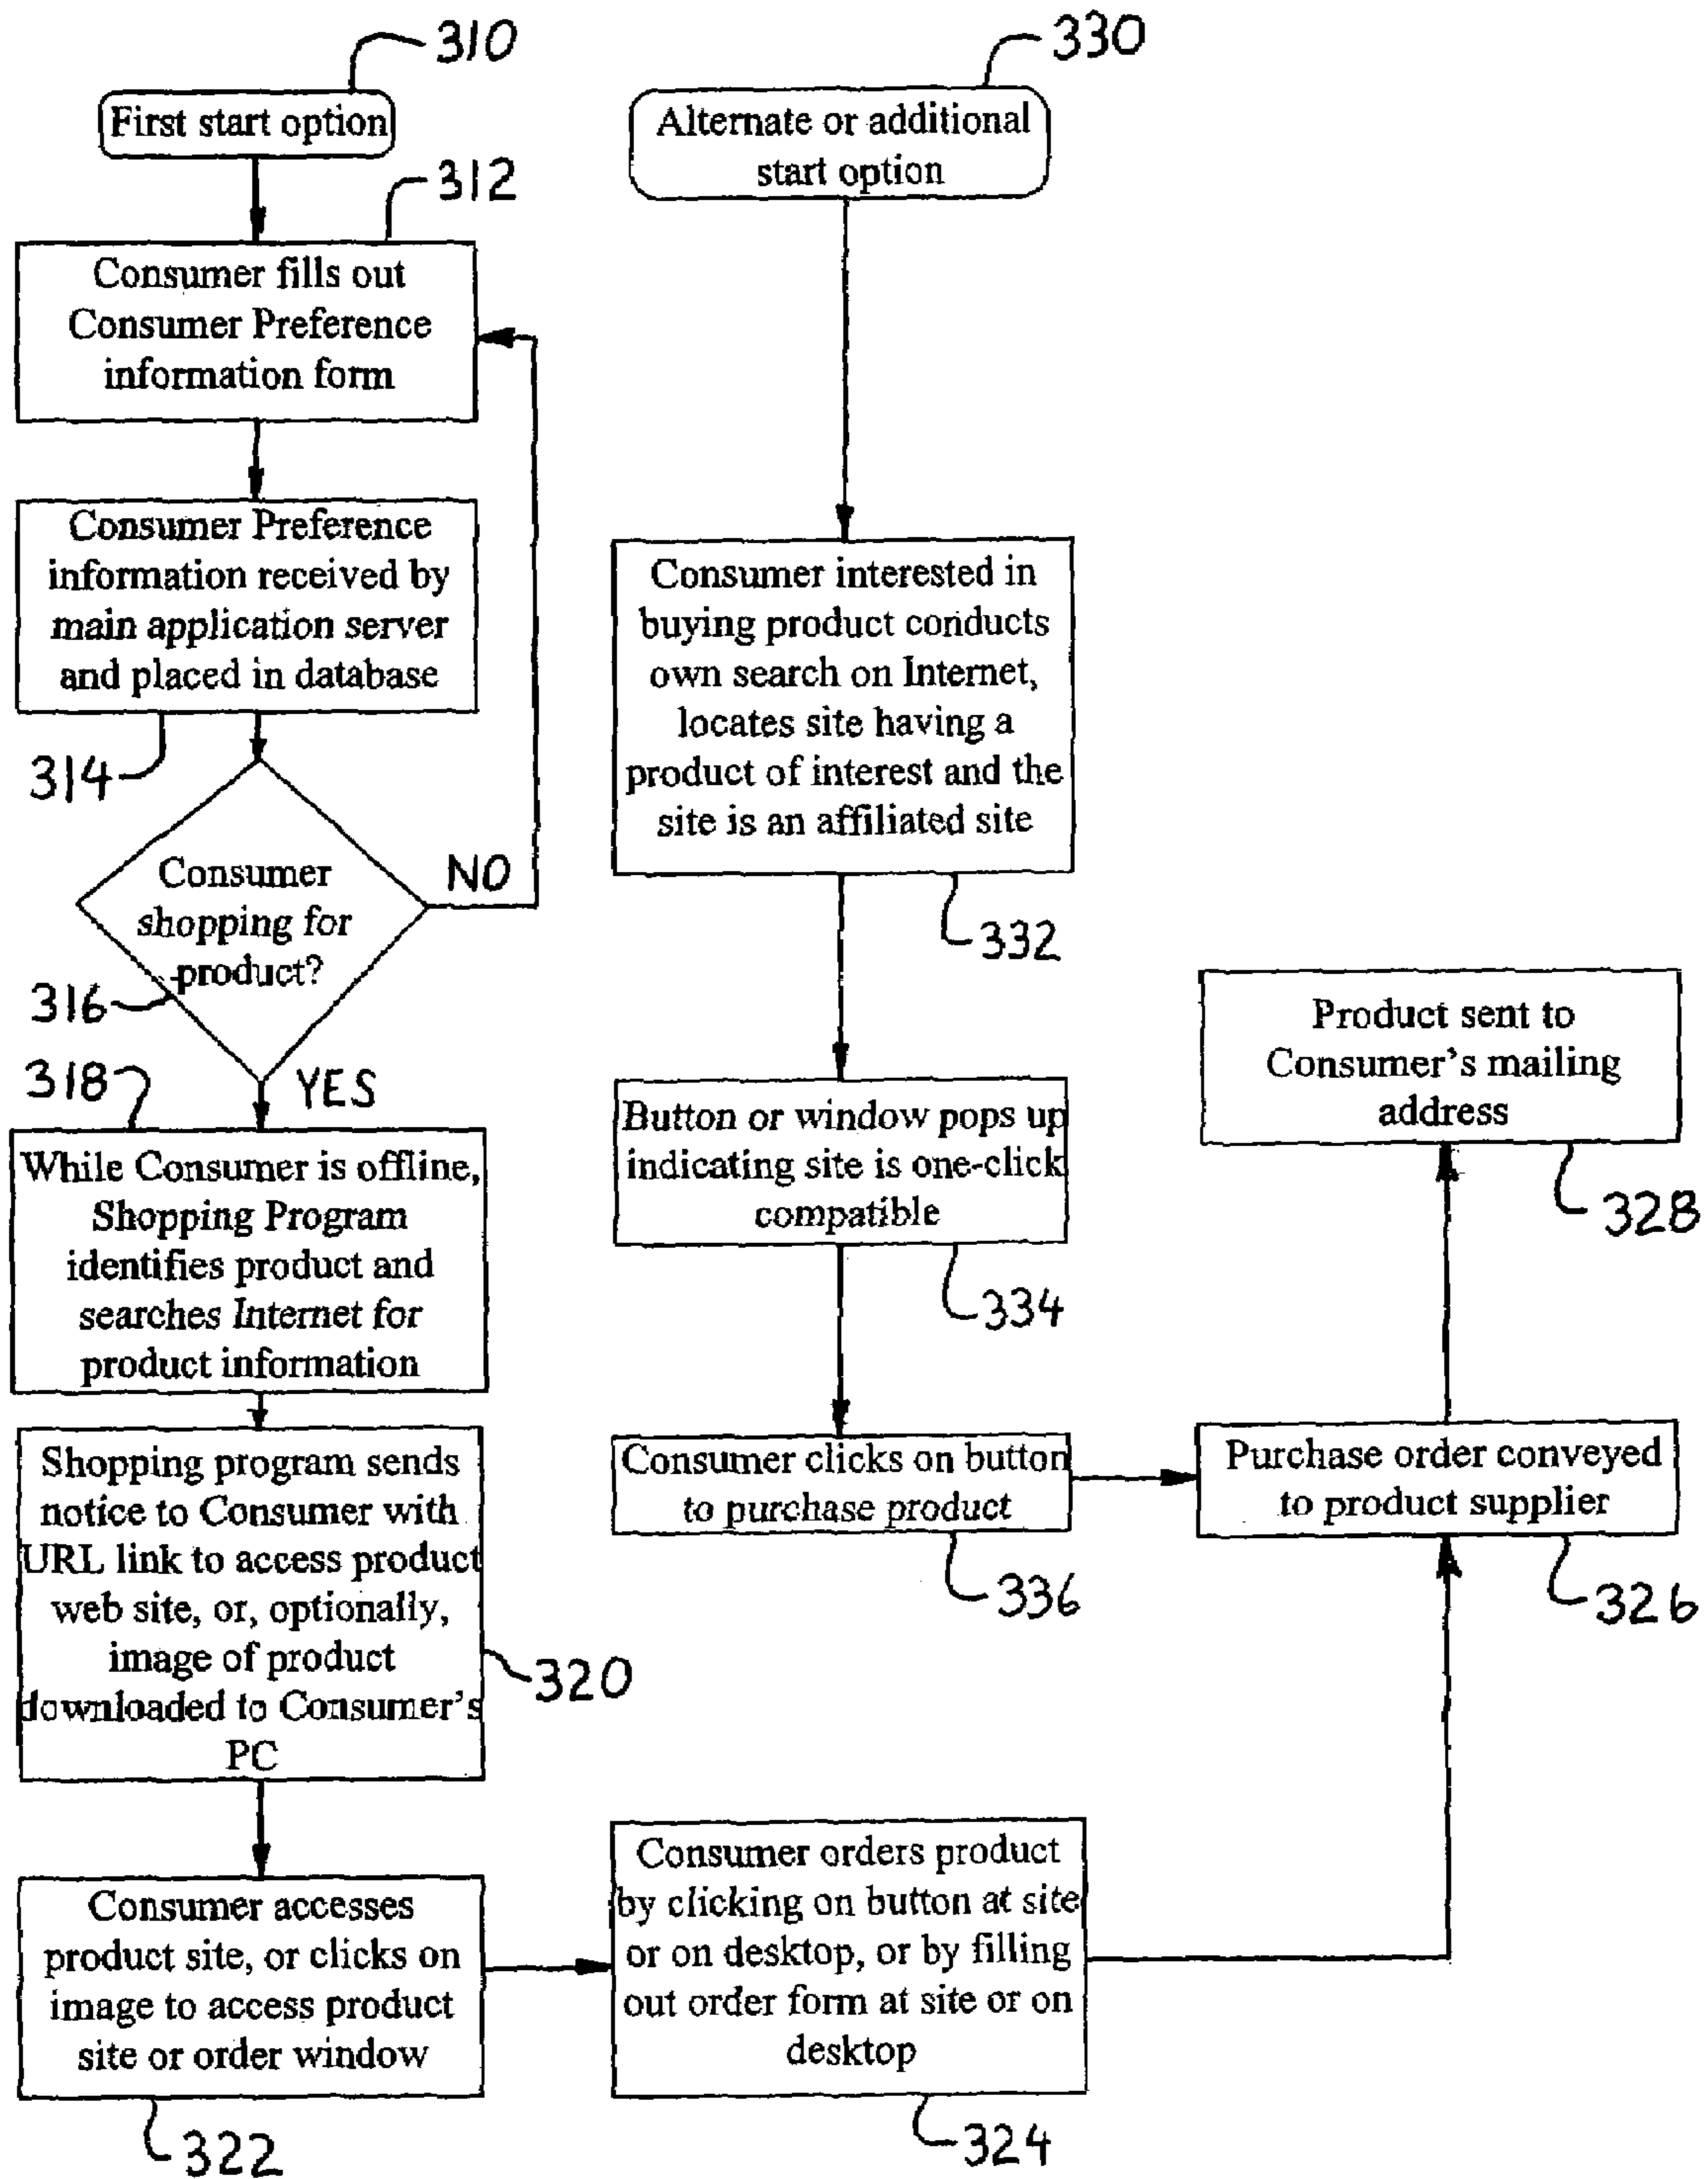 310
First start option
312
Consumer fills out
Consumer Preference
information form
Consumer Preference
information received by
main application server
and placed in database
314
Consumer
shopping for
product?
NO
316
318
YES
While Consumer is offline,
Shopping Program
identifies product and
searches Internet for
product information
Shopping program sends
notice to Consumer with
URL link to access product
web site, or, optionally,
image of product
downloaded to Consumer's
PC
320
Consumer accesses
product site, or clicks on
image to access product
site or order window
322
330
Alternate or additional
start option
Consumer interested in
buying product conducts
own search on Internet,
locates site having a
product of interest and the
site is an affiliated site
332
Button or window pops up
indicating site is one-click
compatible
334
Consumer clicks on button
to purchase product
336
Consumer orders product
by clicking on button at site
or on desktop, or by filling
out order form at site or on
desktop
324
Product sent to
Consumer's mailing
address
328
Purchase order conveyed
to product supplier
326